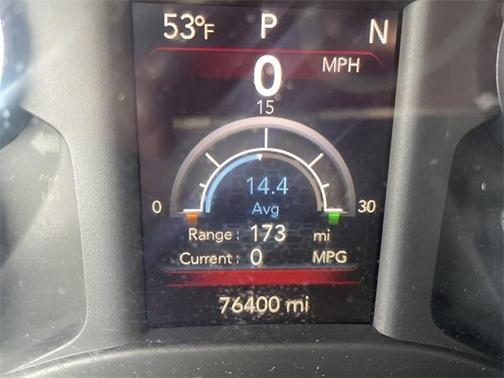 53°F P N
0 MPH
15
14.4
0 Avg 30
Range: 173 mi
Current: 0 MPG
76400 mi